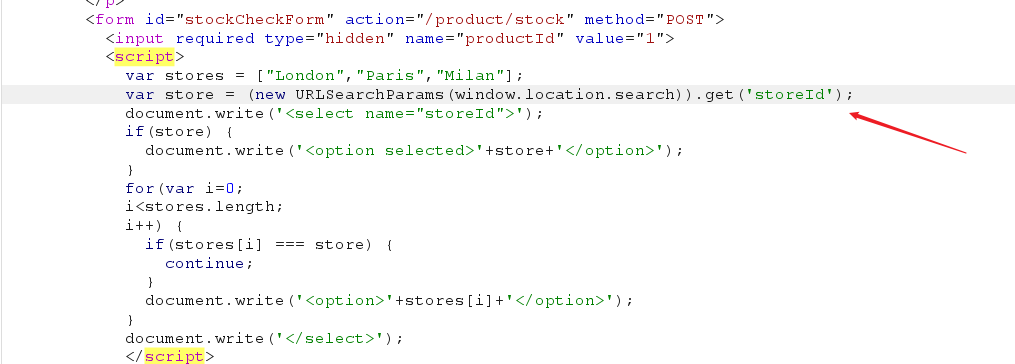 </p>
<form id="stockCheckForm" action="/product/stock" method="POST">
<input required type="hidden" name="productId" value="1">
<script>
var stores = ["London","Paris","Milan"];
var store = (new URLSearchParams(window.location.search)).get('storeId');
document.write('<select name="storeId">');
if(store) {
document.write('<option selected>'+store+'</option>');
}
for(var i=0;
i<stores.length;
i++) {
if(stores[i] === store) {
continue;
}
document.write('<option>'+stores[i]+'</option>');
}
document.write('</select>');
</script>